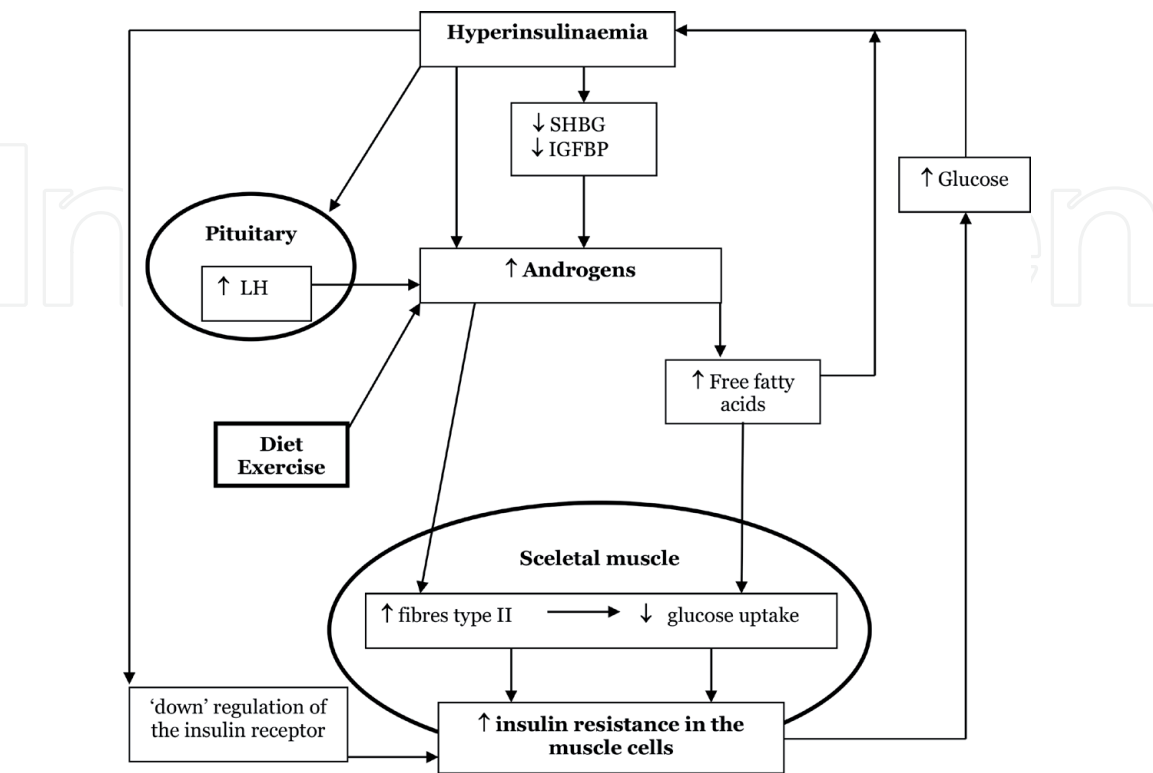 Hyperinsulinaemia
↓ SHBG
↓ IGFBP
↑ Glucose
Pituitary
↑ LH
↑ Androgens
↑ Free fatty
acids
Diet
Exercise
Sceletal muscle
↑ fibres type II → ↓ glucose uptake
‘down’ regulation of
the insulin receptor
↑ insulin resistance in the
muscle cells